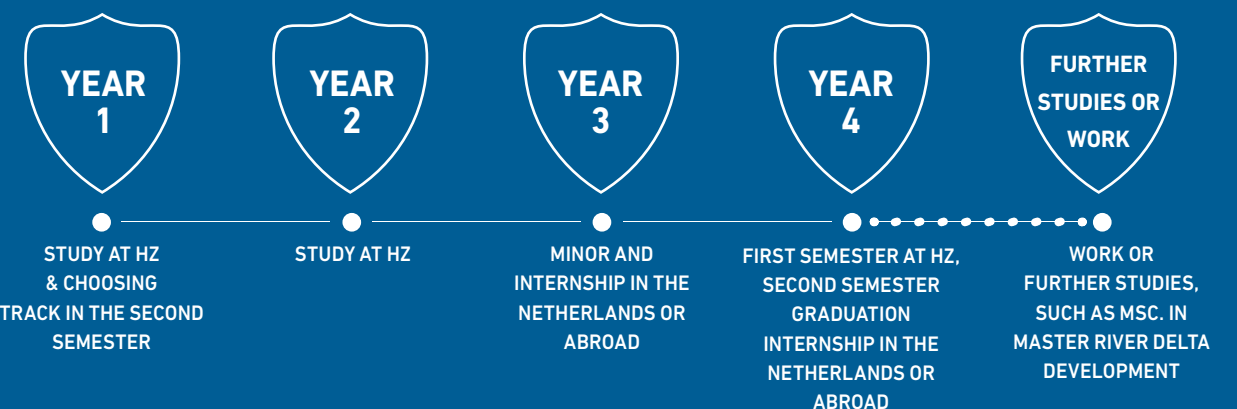 YEAR
1
STUDY AT HZ
& CHOOSING
TRACK IN THE SECOND
SEMESTER
YEAR
2
STUDY AT HZ
YEAR
3
MINOR AND
INTERNSHIP IN THE
NETHERLANDS OR
ABROAD
YEAR
4
FIRST SEMESTER AT HZ,
SECOND SEMESTER
GRADUATION
INTERNSHIP IN THE
NETHERLANDS OR
ABROAD
FURTHER
STUDIES OR
WORK
WORK OR
FURTHER STUDIES,
SUCH AS MSC. IN
MASTER RIVER DELTA
DEVELOPMENT